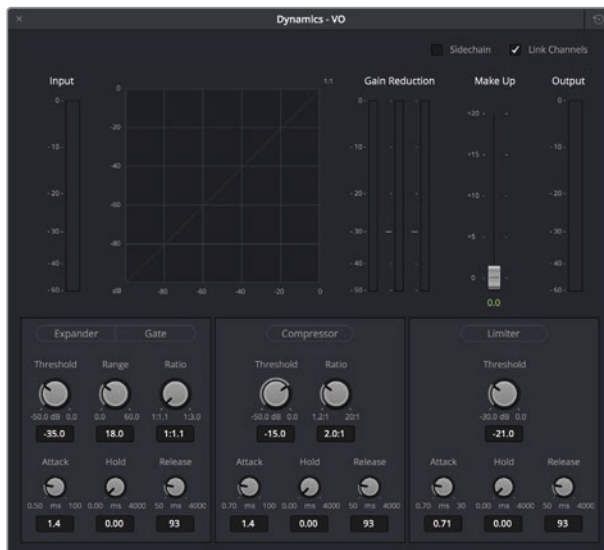 × Dynamics - VO
Sidechain ✓ Link Channels
Input 1:1 Gain Reduction Make Up Output
0- 0 0- +20 - 0-
-20
-10- -10- +15 - -10-
-40
-20- -20- +10 - -20-
-60
-30- -30- +5 - -30-
-80
-40- -40- 0 - -40-
-60- dB -80 -60 -40 -20 0 -60- -60-
0.0
Expander Gate Compressor Limiter
Threshold Range Ratio Threshold Ratio Threshold
-50.0 dB 0.0 0.0 60.0 1:1.1 1:3.0 -50.0 dB 0.0 1.2:1 20:1 -30.0 dB 0.0
-35.0 18.0 1:1.1 -15.0 2.0:1 -21.0
Attack Hold Release Attack Hold Release Attack Hold Release
0.50 ms 100 0.00 ms 4000 50 ms 4000 0.70 ms 100 0.00 ms 4000 50 ms 4000 0.70 ms 30 0.00 ms 4000 50 ms 4000
1.4 0.00 93 1.4 0.00 93 0.71 0.00 93